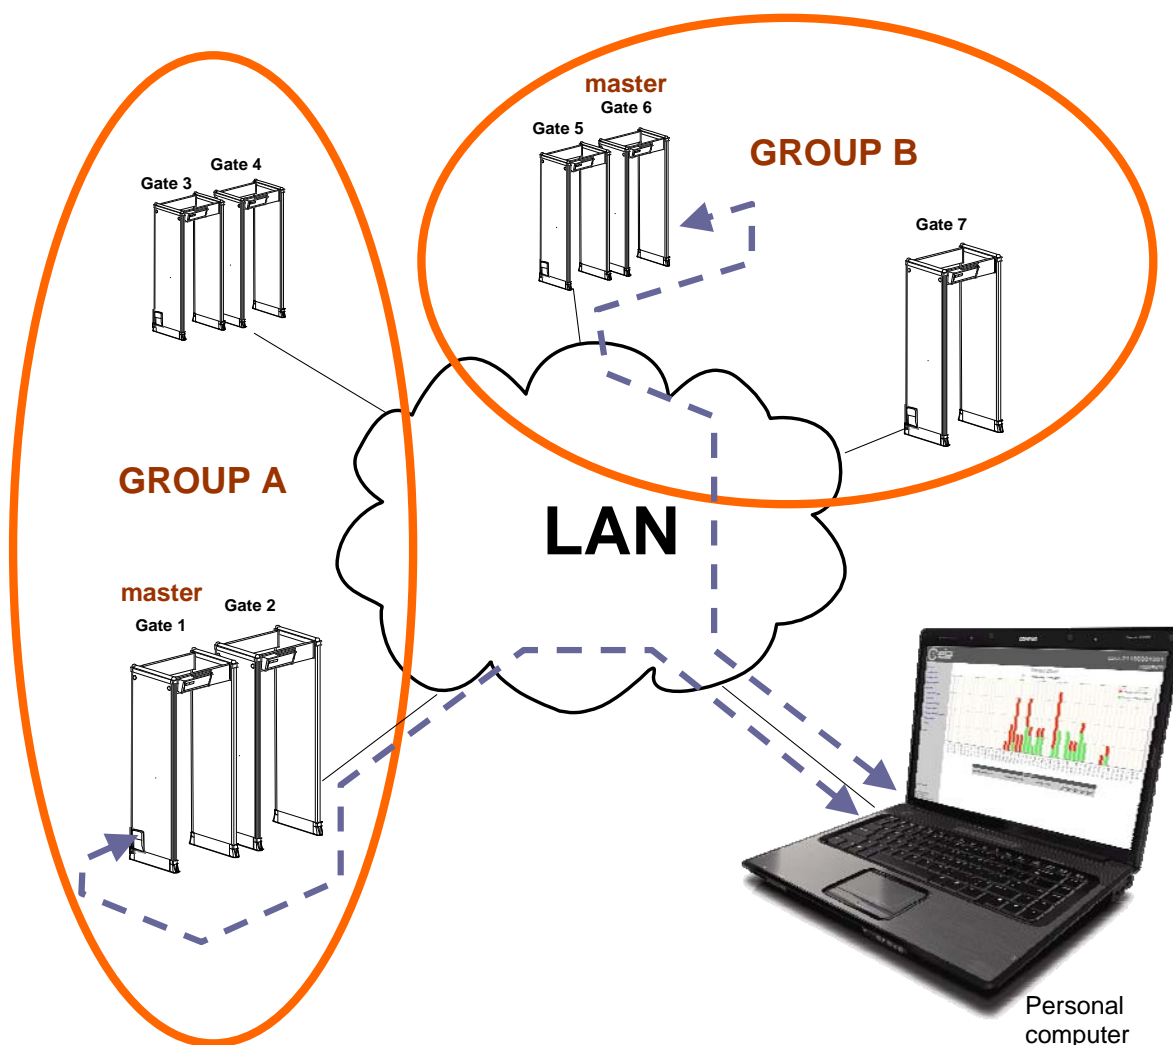 master
Gate 6
Gate 5
GROUP B
Gate 4
Gate 3
Gate 7
GROUP A
LAN
master
Gate 2
Gate 1
Personal
computer